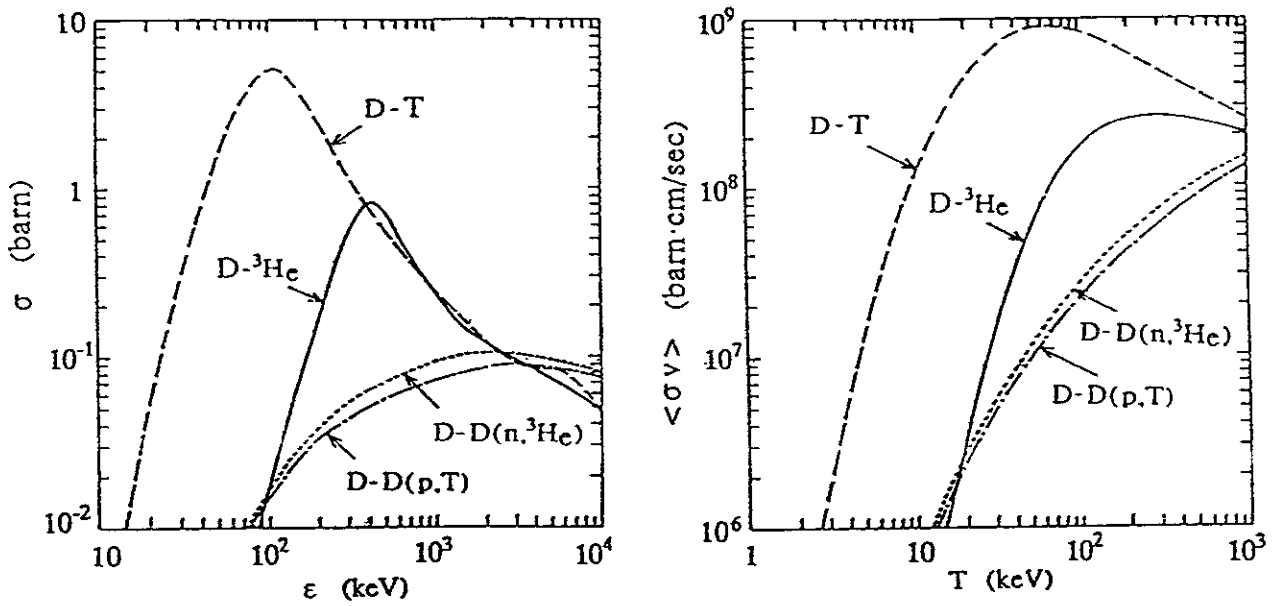 10
1
10⁻¹
10⁻²
σ (barn)
D-T
D-³He
D-D(n,³He)
D-D(p,T)
10 10² 10³ 10⁴
ε (keV)
10⁹
10⁸
10⁷
10⁶
<σv> (barn·cm/sec)
D-T
D-³He
D-D(n,³He)
D-D(p,T)
1 10 10² 10³
T (keV)